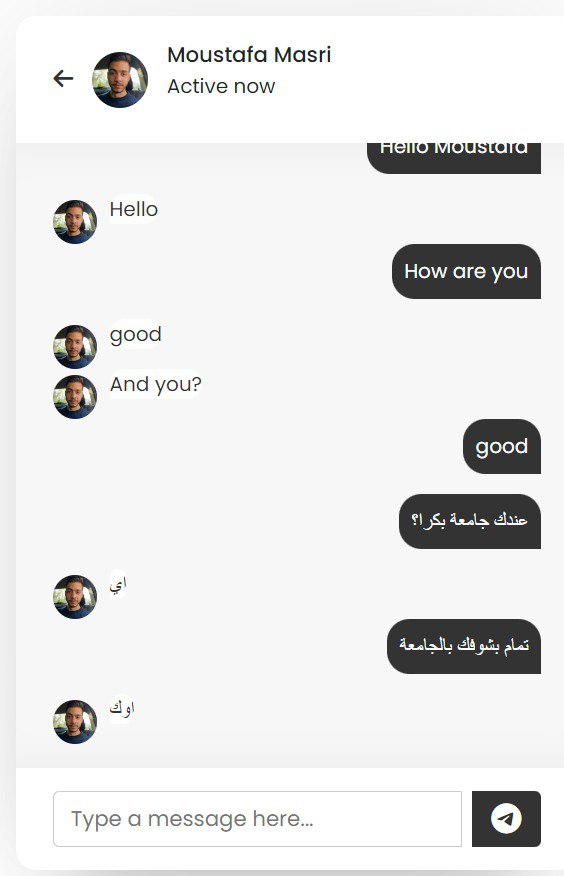 Moustafa Masri
Active now
Hello Moustafa
Hello
How are you
good
And you?
good
عندك جامعة بكرا؟
اي
تمام بشوفك بالجامعة
اوك
Type a message here...